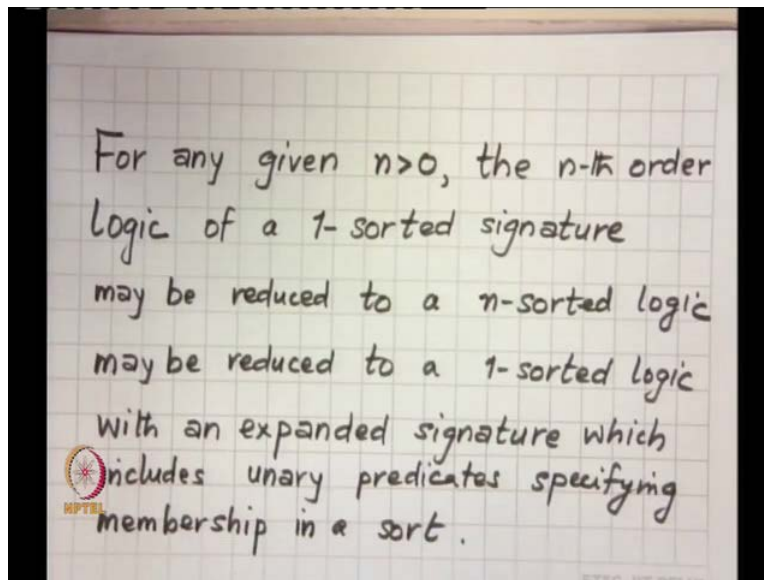 For any given n>0, the n-th order
logic of a 1-sorted signature
may be reduced to a n-sorted logic
may be reduced to a 1-sorted logic
with an expanded signature which
includes unary predicates specifying
membership in a sort.
NPTEL